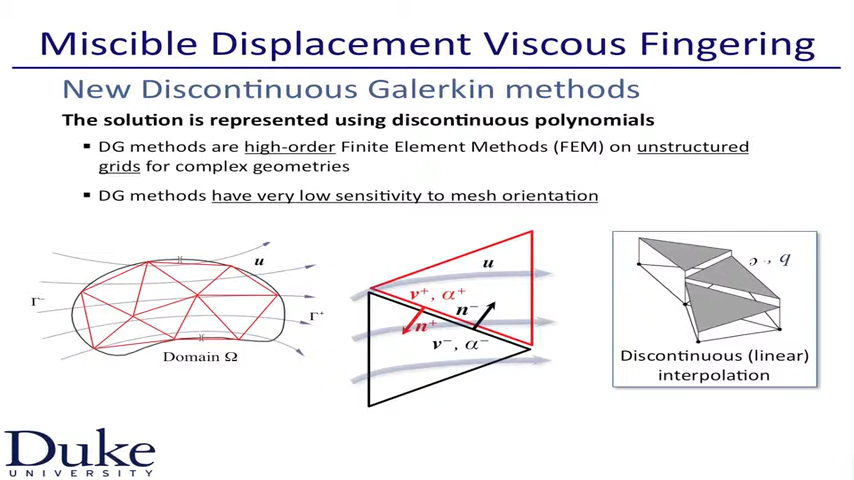 Miscible Displacement Viscous Fingering
New Discontinuous Galerkin methods
The solution is represented using discontinuous polynomials
▪ DG methods are high-order Finite Element Methods (FEM) on unstructured
grids for complex geometries
▪ DG methods have very low sensitivity to mesh orientation
u
Γ⁻
Γ⁺
Domain Ω
u
v⁺, α⁺
n⁻
n⁺
v⁻, α⁻
q
Discontinuous (linear)
interpolation
Duke
UNIVERSITY